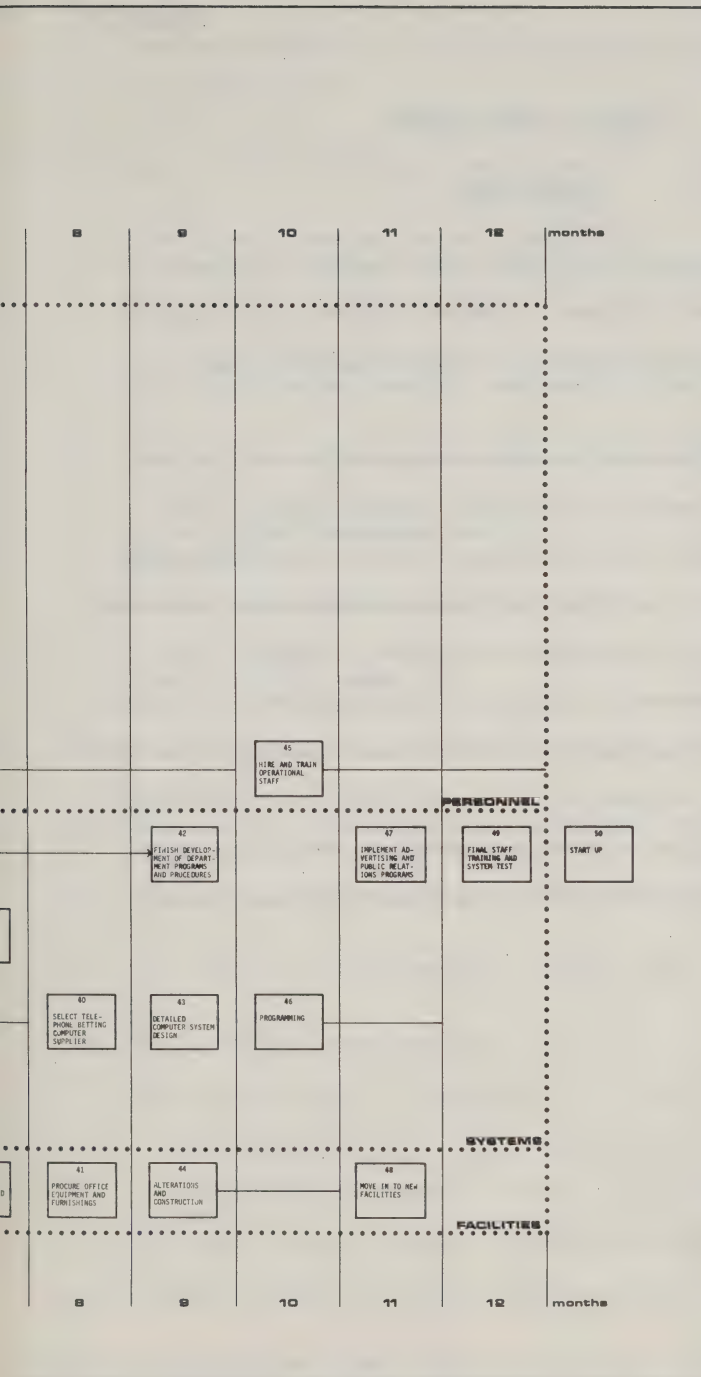 8 9 10 11 12 months
45
HIRE AND TRAIN
OPERATIONAL
STAFF
PERSONNEL
42
FINISH DEVELOP-
MENT OF DEPART-
MENT PROGRAMS
AND PROCEDURES
47
IMPLEMENT AD-
VERTISING AND
PUBLIC RELAT-
IONS PROGRAMS
49
FINAL STAFF
TRAINING AND
SYSTEM TEST
50
START UP
40
SELECT TELE-
PHONE BETTING
COMPUTER
SUPPLIER
43
DETAILED
COMPUTER SYSTEM
DESIGN
46
PROGRAMMING
SYSTEMS
D
41
PROCURE OFFICE
EQUIPMENT AND
FURNISHINGS
44
ALTERATIONS
AND
CONSTRUCTION
48
MOVE IN TO NEW
FACILITIES
FACILITIES
8 9 10 11 12 months